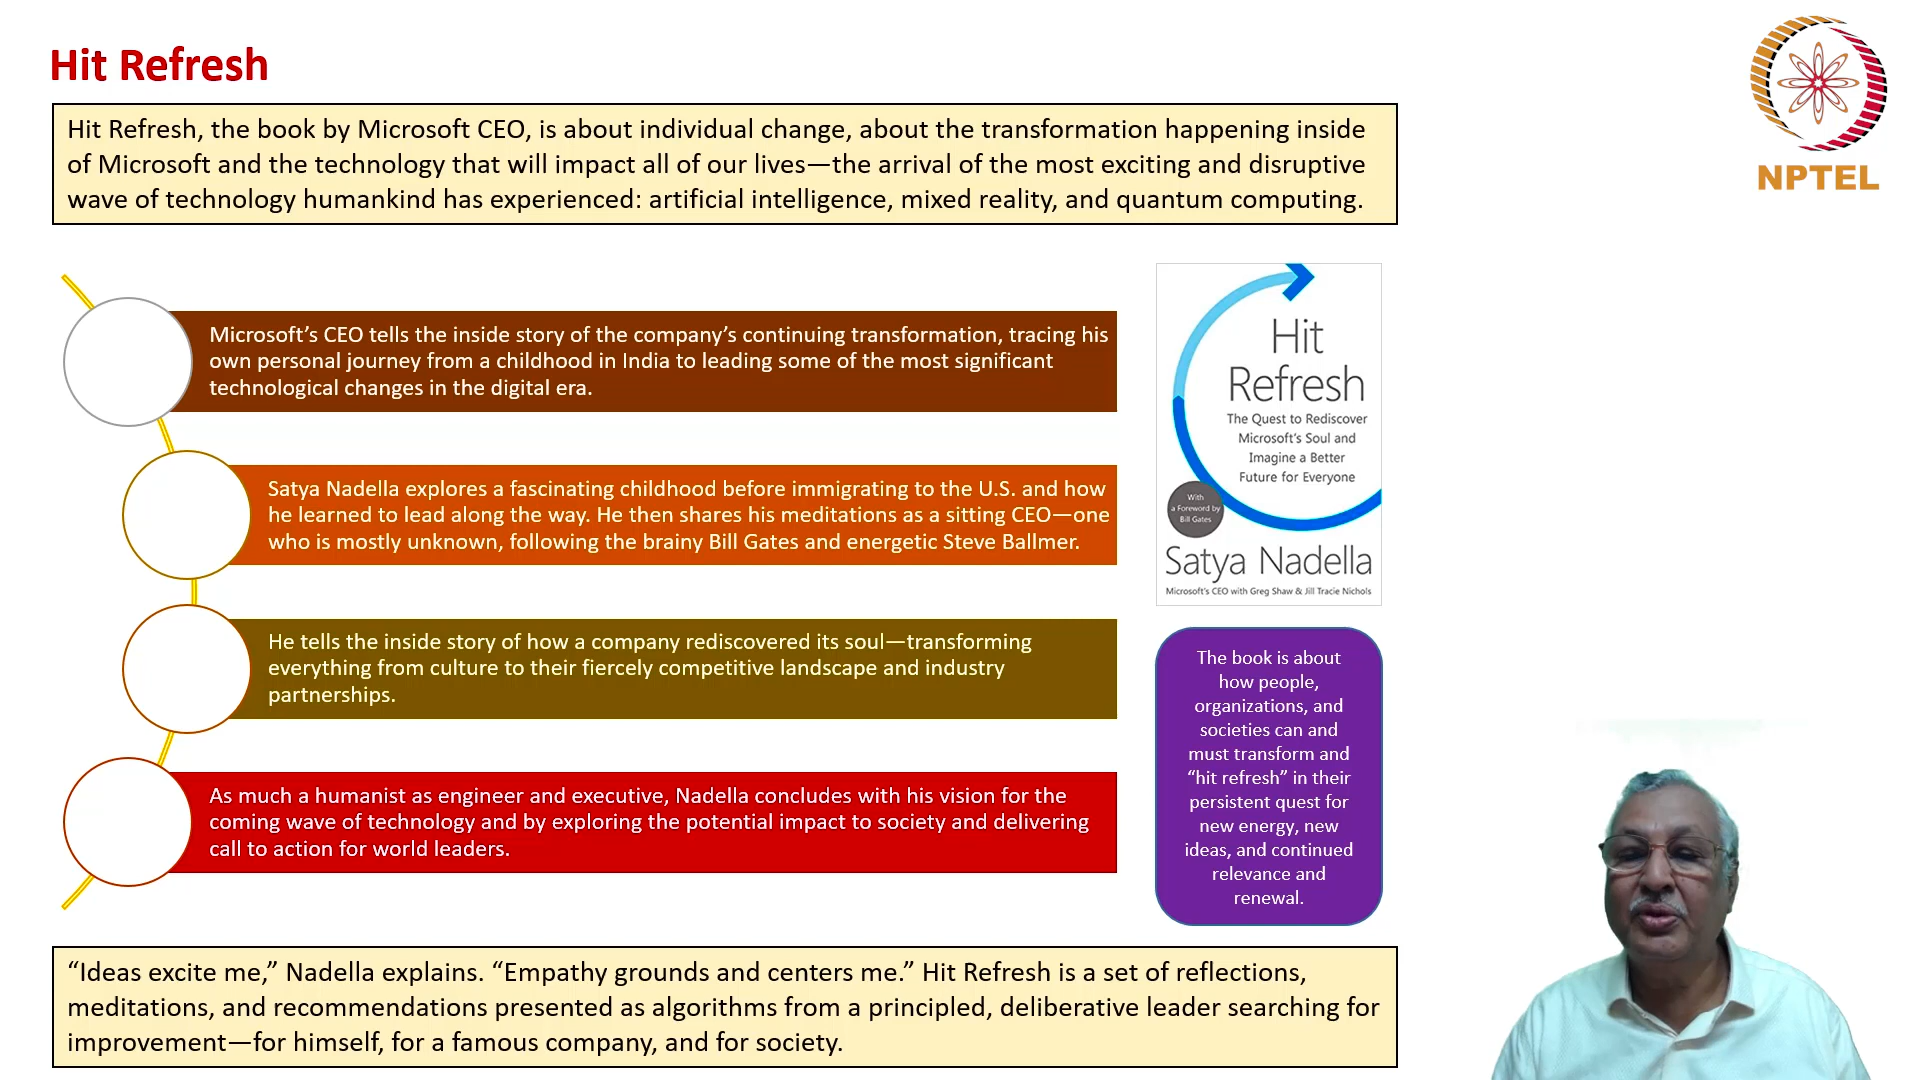 Hit Refresh
Hit Refresh, the book by Microsoft CEO, is about individual change, about the transformation happening inside
of Microsoft and the technology that will impact all of our lives—the arrival of the most exciting and disruptive
wave of technology humankind has experienced: artificial intelligence, mixed reality, and quantum computing.
NPTEL
Microsoft’s CEO tells the inside story of the company’s continuing transformation, tracing his
own personal journey from a childhood in India to leading some of the most significant
technological changes in the digital era.
Satya Nadella explores a fascinating childhood before immigrating to the U.S. and how
he learned to lead along the way. He then shares his meditations as a sitting CEO—one
who is mostly unknown, following the brainy Bill Gates and energetic Steve Ballmer.
He tells the inside story of how a company rediscovered its soul—transforming
everything from culture to their fiercely competitive landscape and industry
partnerships.
As much a humanist as engineer and executive, Nadella concludes with his vision for the
coming wave of technology and by exploring the potential impact to society and delivering
call to action for world leaders.
Hit
Refresh
The Quest to Rediscover
Microsoft's Soul and
Imagine a Better
Future for Everyone
With
a Foreword by
Bill Gates
Satya Nadella
Microsoft's CEO with Greg Shaw & Jill Tracie Nichols
The book is about
how people,
organizations, and
societies can and
must transform and
“hit refresh” in their
persistent quest for
new energy, new
ideas, and continued
relevance and
renewal.
“Ideas excite me,” Nadella explains. “Empathy grounds and centers me.” Hit Refresh is a set of reflections,
meditations, and recommendations presented as algorithms from a principled, deliberative leader searching for
improvement—for himself, for a famous company, and for society.